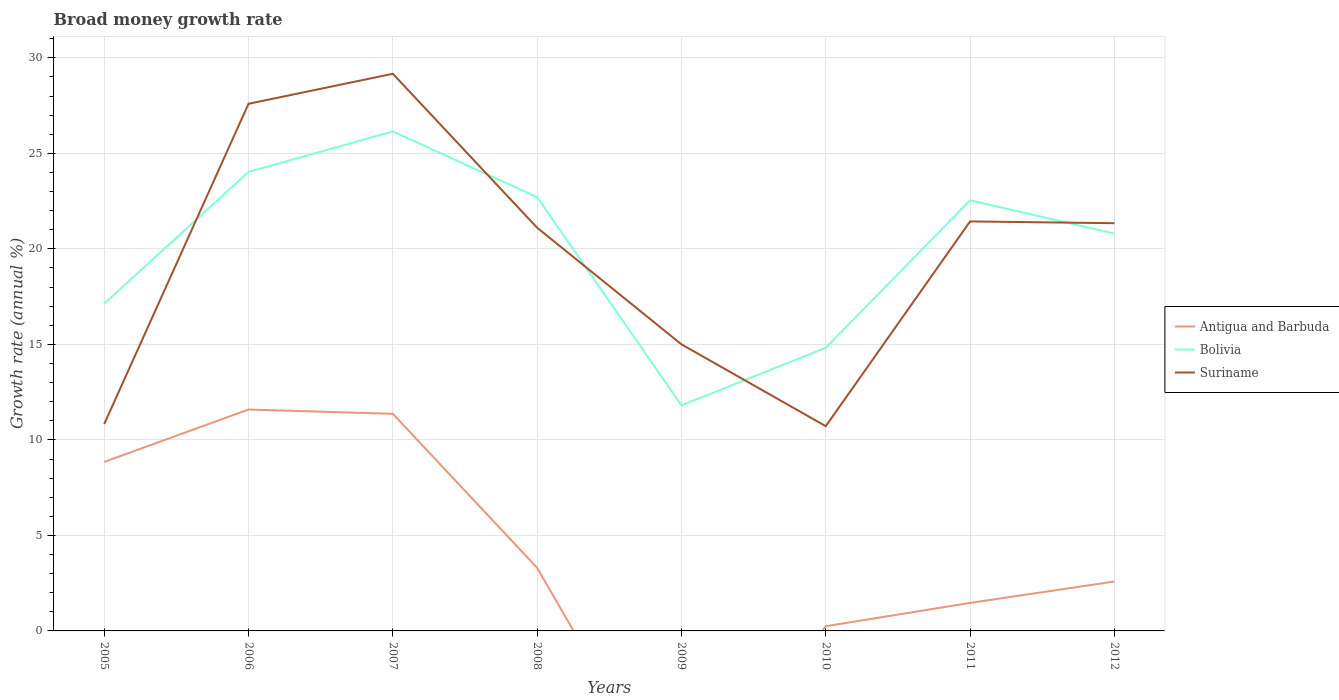 Broad money growth rate
Growth rate (annual %)
30
25
20
15
10
5
0
2005
2006
2007
2008
2009
2010
2011
2012
Years
Antigua and Barbuda
Bolivia
Suriname